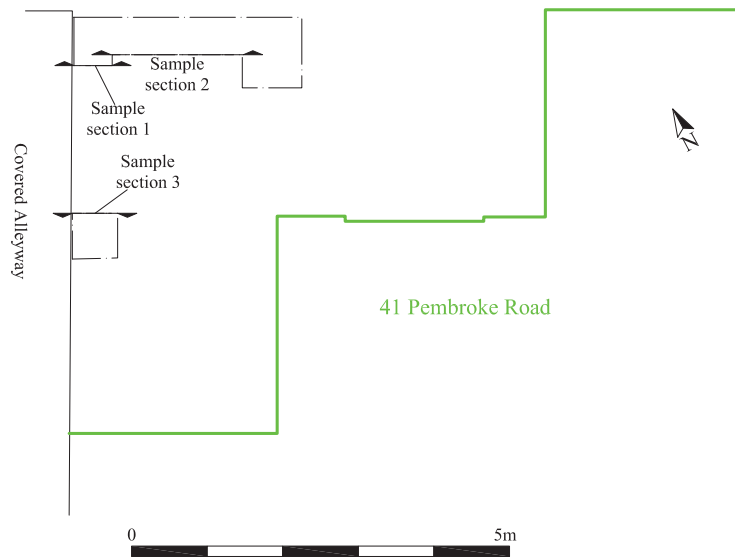 Sample
section 2
Sample
section 1
Sample
section 3
Covered Alleyway
N
41 Pembroke Road
0
5m